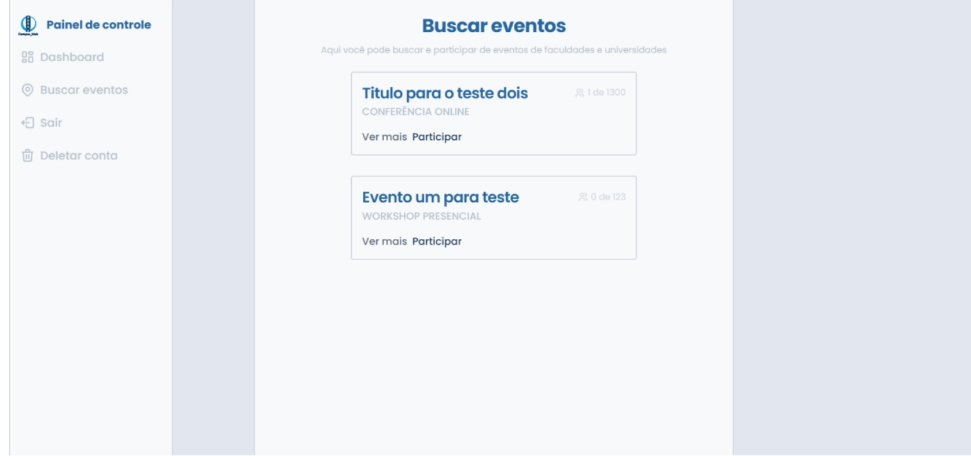 Painel de controle
Dashboard
Buscar eventos
Sair
Deletar conta
Buscar eventos
Aqui você pode buscar e participar de eventos de faculdades e universidades
Titulo para o teste dois
1 de 1300
CONFERÊNCIA ONLINE
Ver mais Participar
Evento um para teste
0 de 123
WORKSHOP PRESENCIAL
Ver mais Participar